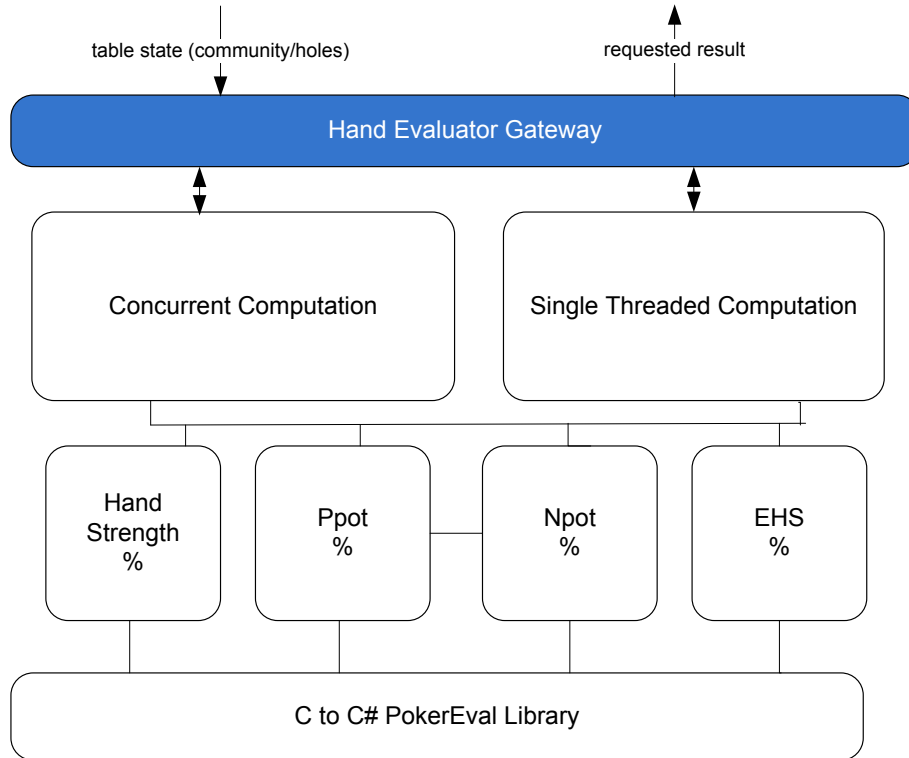 table state (community/holes)
requested result
Hand Evaluator Gateway
Concurrent Computation
Single Threaded Computation
Hand
Strength
%
Ppot
%
Npot
%
EHS
%
C to C# PokerEval Library